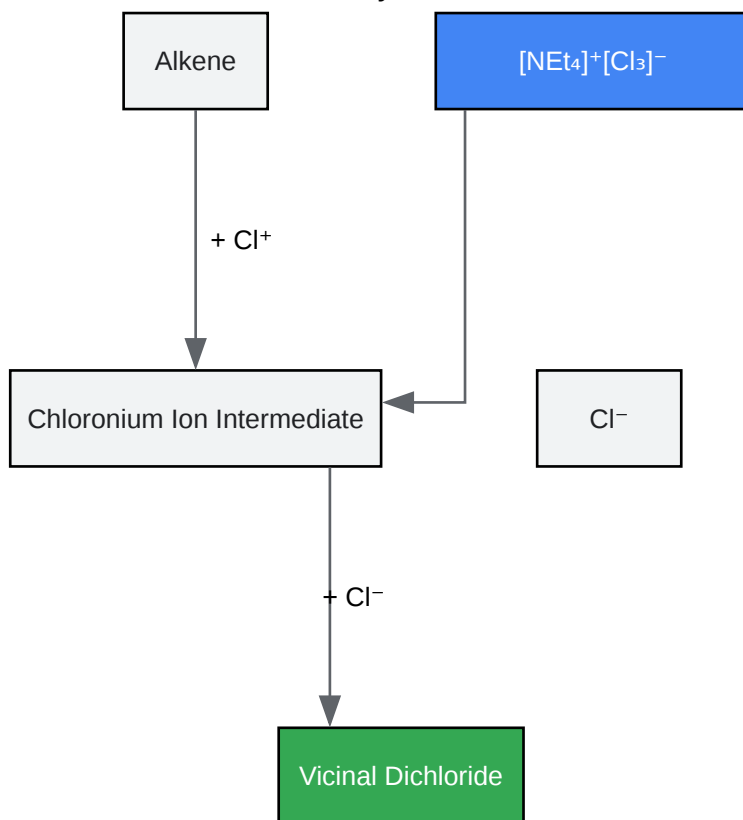 Alkene
[NEt₄]⁺[Cl₃]⁻
+ Cl⁺
Chloronium Ion Intermediate
Cl⁻
+ Cl⁻
Vicinal Dichloride